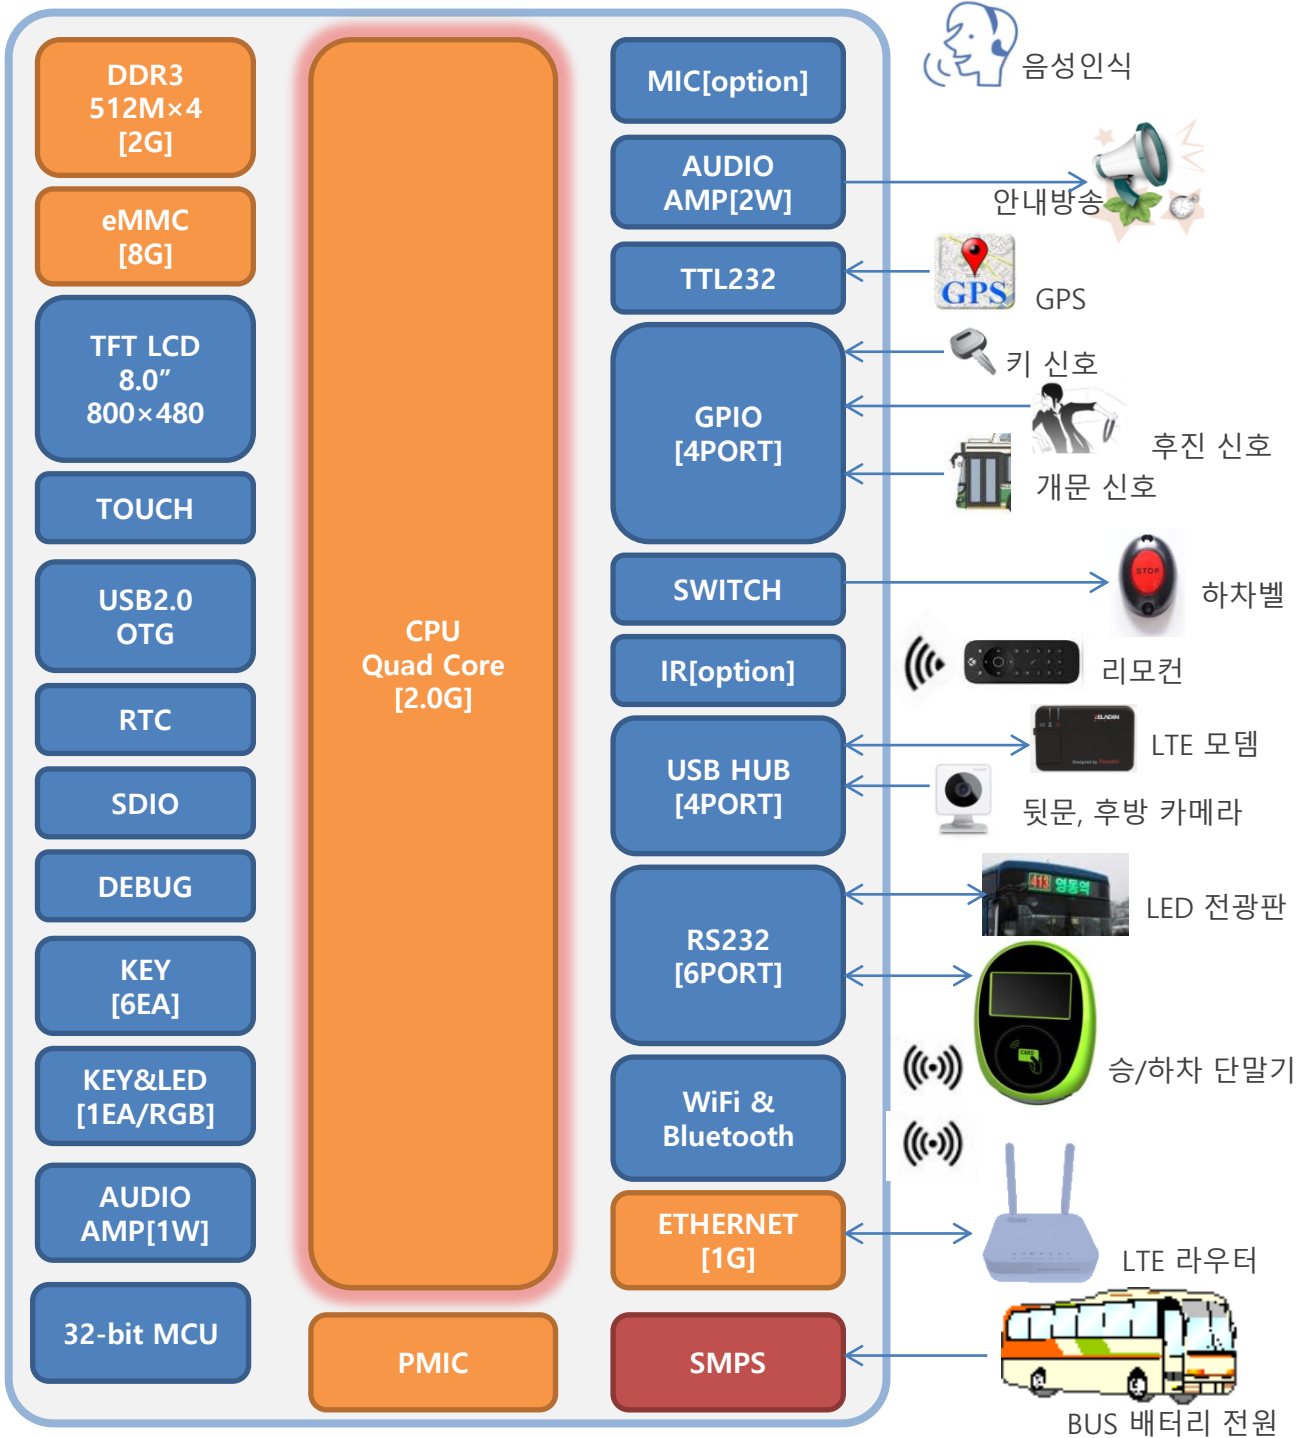 DDR3
512M×4
[2G]
eMMC
[8G]
TFT LCD
8.0”
800×480
TOUCH
USB2.0
OTG
RTC
SDIO
DEBUG
KEY
[6EA]
KEY&LED
[1EA/RGB]
AUDIO
AMP[1W]
32-bit MCU
CPU
Quad Core
[2.0G]
PMIC
MIC[option]
AUDIO
AMP[2W]
TTL232
GPIO
[4PORT]
SWITCH
IR[option]
USB HUB
[4PORT]
RS232
[6PORT]
WiFi &
Bluetooth
ETHERNET
[1G]
SMPS
음성인식
안내방송
GPS
GPS
키 신호
후진 신호
개문 신호
STOP
하차벨
리모컨
LTE 모뎀
뒷문, 후방 카메라
413 영동역
LED 전광판
CARD
승/하차 단말기
LTE 라우터
BUS 배터리 전원